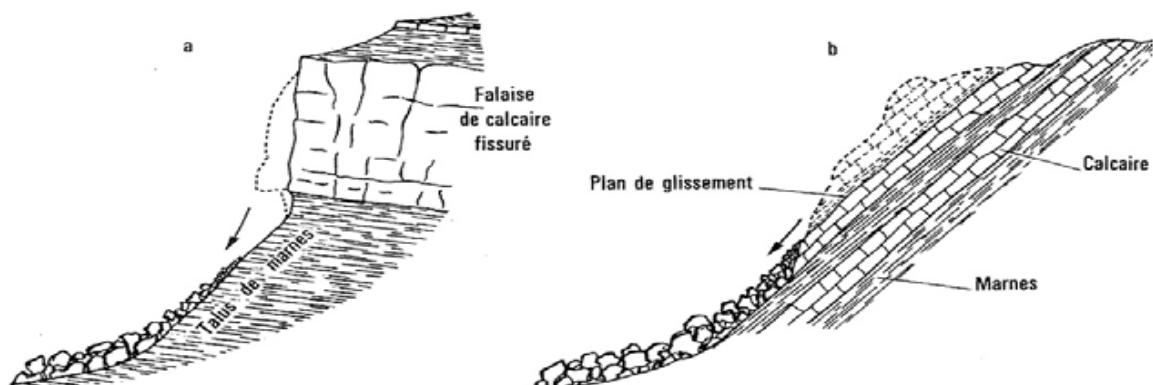 a
Falaise
de calcaire
fissuré
Talus de marnes
b
Plan de glissement
Calcaire
Marnes